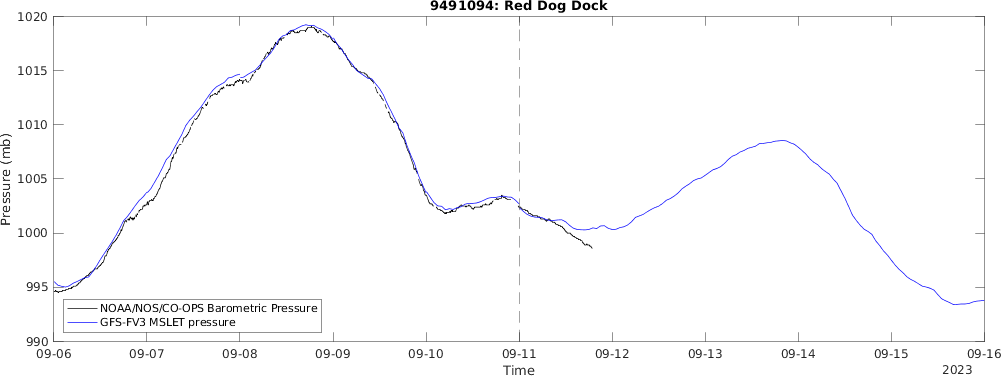 9491094: Red Dog Dock
Pressure (mb)
1020
1015
1010
1005
1000
995
990
NOAA/NOS/CO-OPS Barometric Pressure
GFS-FV3 MSLET pressure
09-06 09-07 09-08 09-09 09-10 09-11 09-12 09-13 09-14 09-15 09-16
Time
2023